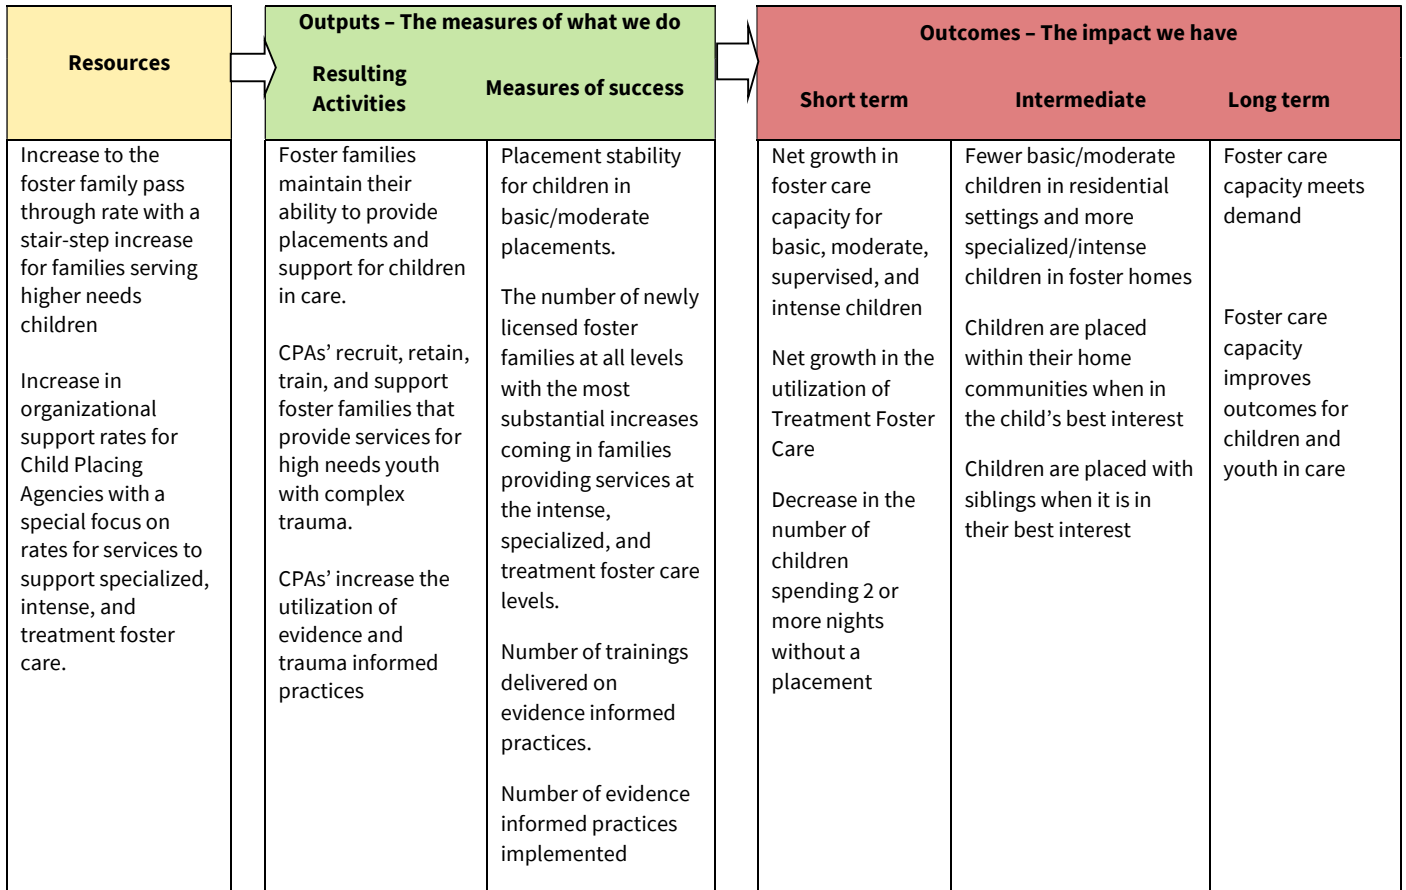 Resources
Outputs – The measures of what we do
Resulting
Activities
Measures of success
Outcomes – The impact we have
Short term
Intermediate
Long term
Increase to the
foster family pass
through rate with a
stair-step increase
for families serving
higher needs
children
Increase in
organizational
support rates for
Child Placing
Agencies with a
special focus on
rates for services to
support specialized,
intense, and
treatment foster
care.
Foster families
maintain their
ability to provide
placements and
support for children
in care.
CPAs’ recruit, retain,
train, and support
foster families that
provide services for
high needs youth
with complex
trauma.
CPAs’ increase the
utilization of
evidence and
trauma informed
practices
Placement stability
for children in
basic/moderate
placements.
The number of newly
licensed foster
families at all levels
with the most
substantial increases
coming in families
providing services at
the intense,
specialized, and
treatment foster care
levels.
Number of trainings
delivered on
evidence informed
practices.
Number of evidence
informed practices
implemented
Net growth in
foster care
capacity for
basic, moderate,
supervised, and
intense children
Net growth in the
utilization of
Treatment Foster
Care
Decrease in the
number of
children
spending 2 or
more nights
without a
placement
Fewer basic/moderate
children in residential
settings and more
specialized/intense
children in foster homes
Children are placed
within their home
communities when in
the child’s best interest
Children are placed with
siblings when it is in
their best interest
Foster care
capacity meets
demand
Foster care
capacity
improves
outcomes for
children and
youth in care